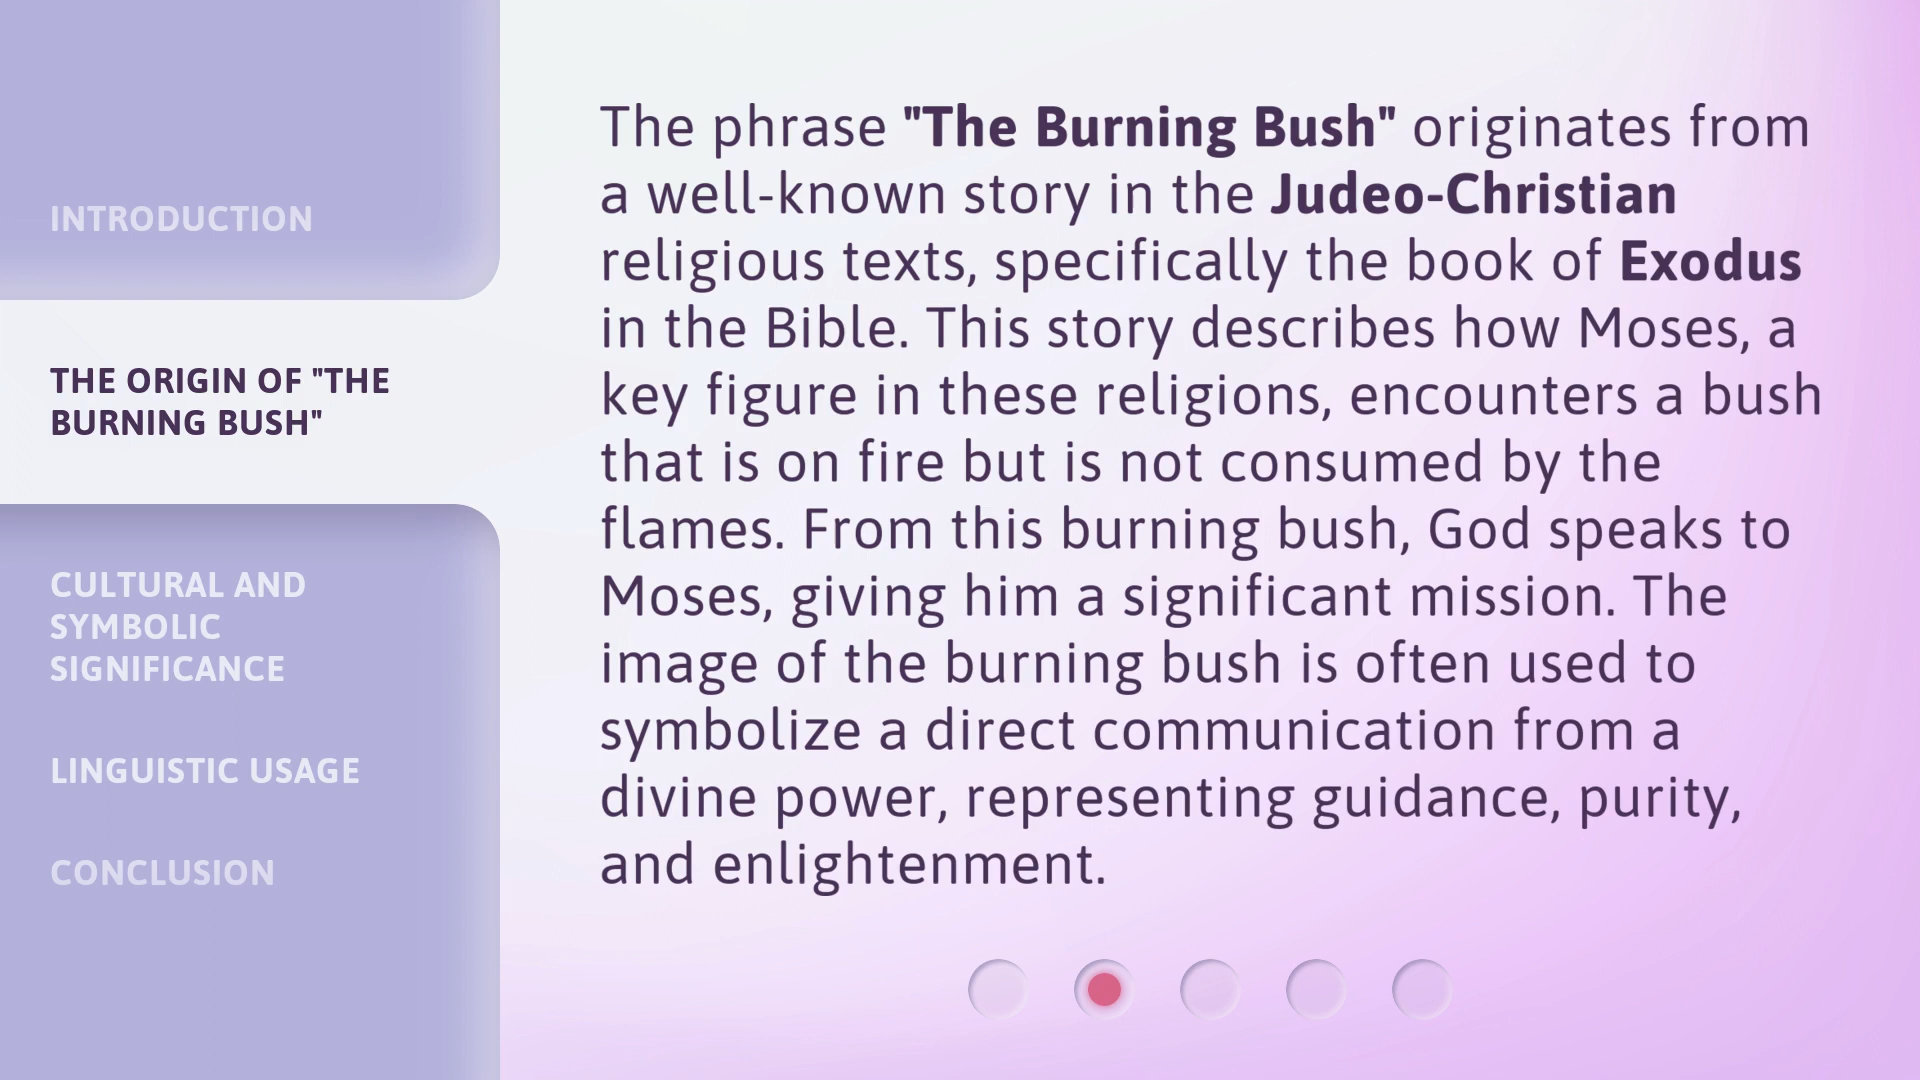 INTRODUCTION
THE ORIGIN OF "THE
BURNING BUSH"
CULTURAL AND
SYMBOLIC
SIGNIFICANCE
LINGUISTIC USAGE
CONCLUSION
The phrase "The Burning Bush" originates from
a well-known story in the Judeo-Christian
religious texts, specifically the book of Exodus
in the Bible. This story describes how Moses, a
key figure in these religions, encounters a bush
that is on fire but is not consumed by the
flames. From this burning bush, God speaks to
Moses, giving him a significant mission. The
image of the burning bush is often used to
symbolize a direct communication from a
divine power, representing guidance, purity,
and enlightenment.